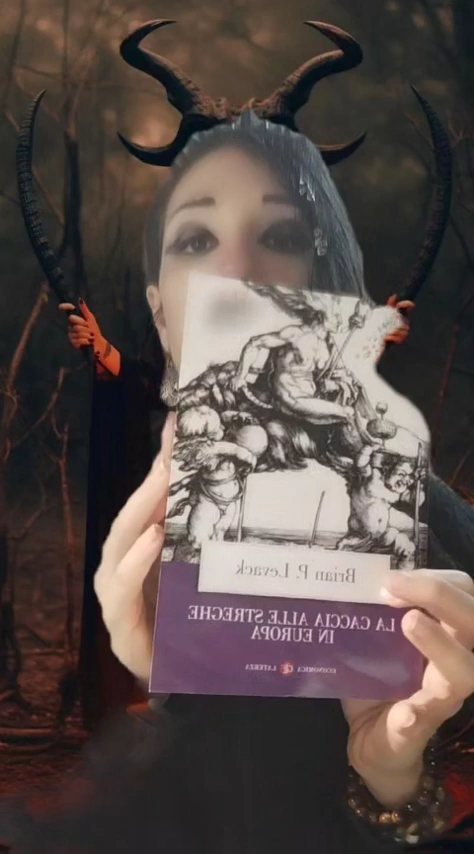 Brian P. Levack
LA CACCIA ALLE STREGHE
IN EUROPA
ECONOMICA LATERZA